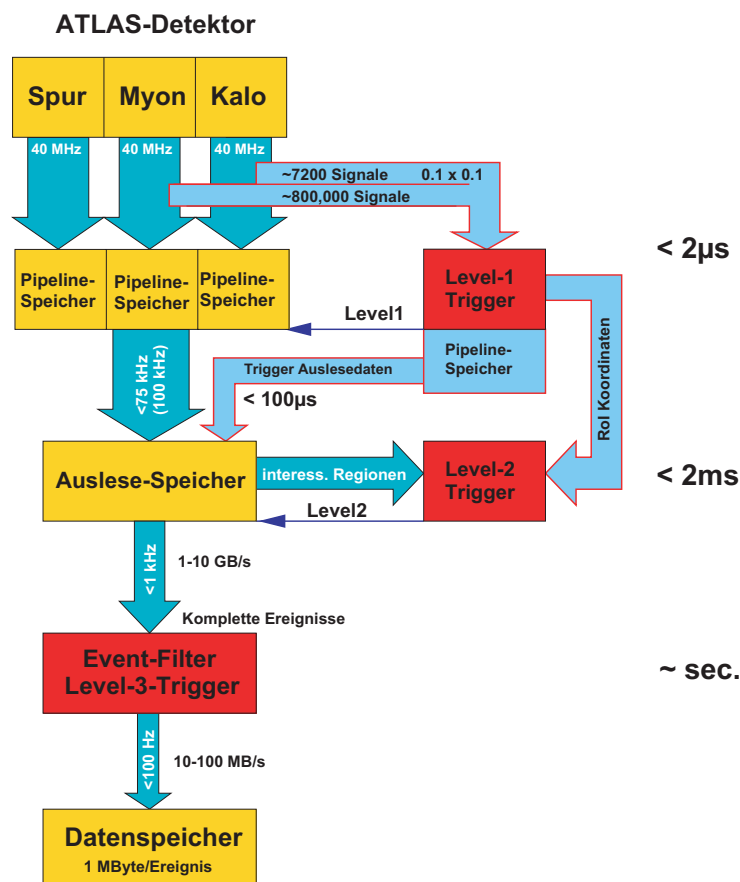 ATLAS-Detektor
Spur Myon Kalo
40 MHz 40 MHz 40 MHz
~7200 Signale 0.1 x 0.1
~800,000 Signale
< 2µs
Pipeline-
Speicher
Pipeline-
Speicher
Pipeline-
Speicher
Level-1
Trigger
Level1
Pipeline-
Speicher
RoI Koordinaten
<75 kHz
(100 kHz)
Trigger Auslesedaten
< 100µs
Auslese-Speicher
interess. Regionen
Level-2
Trigger
< 2ms
Level2
<1 kHz
1-10 GB/s
Komplette Ereignisse
Event-Filter
Level-3-Trigger
~ sec.
<100 Hz
10-100 MB/s
Datenspeicher
1 MByte/Ereignis